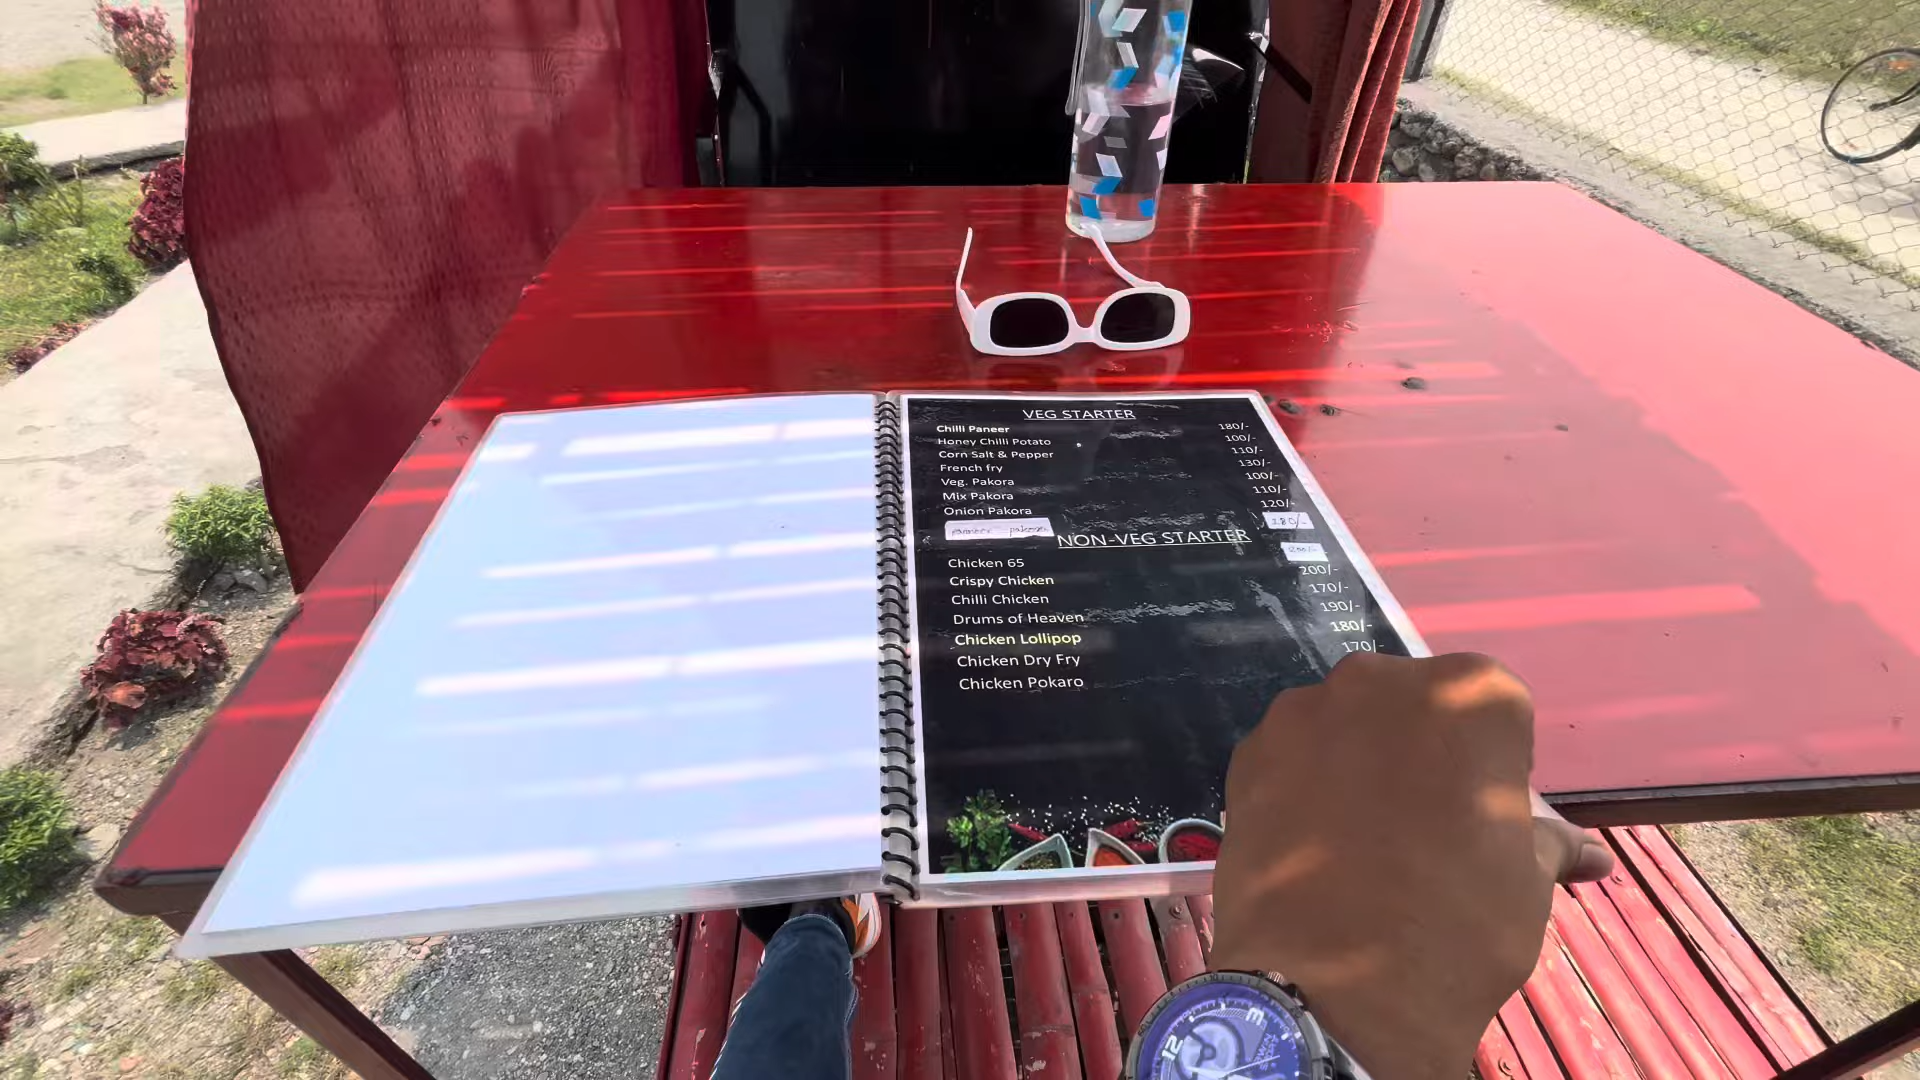 VEG STARTER
Chilli Paneer 180/-
Honey Chilli Potato 100/-
Corn Salt & Pepper 110/-
French fry 130/-
Veg. Pakora 100/-
Mix Pakora 110/-
Onion Pakora 120/-
paneer pakora 180/-
NON-VEG STARTER
Chicken 65 200/-
Crispy Chicken 200/-
Chilli Chicken 170/-
Drums of Heaven 190/-
Chicken Lollipop 180/-
Chicken Dry Fry 170/-
Chicken Pokaro
12